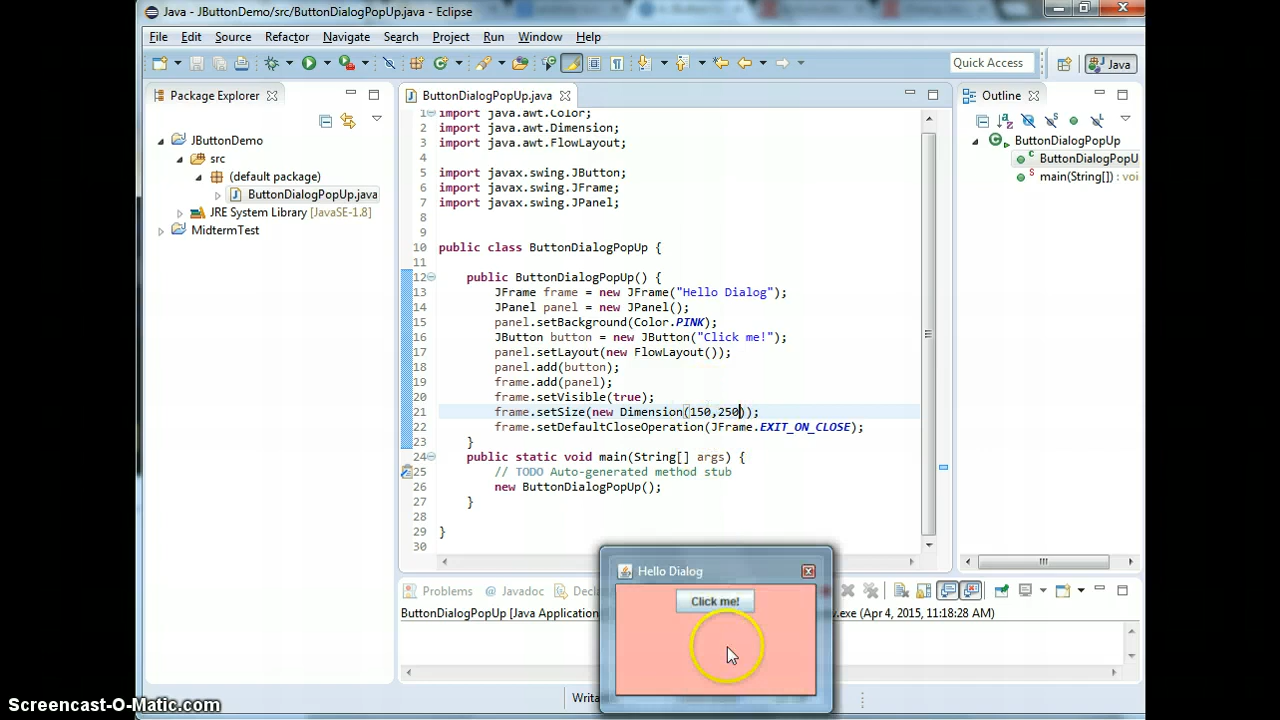 Java - JButtonDemo/src/ButtonDialogPopUp.java - Eclipse
File Edit Source Refactor Navigate Search Project Run Window Help
Quick Access
Java
Package Explorer
ButtonDialogPopUp.java
Outline
JButtonDemo
src
(default package)
ButtonDialogPopUp.java
JRE System Library [JavaSE-1.8]
MidtermTest
1 import java.awt.Color;
2 import java.awt.Dimension;
3 import java.awt.FlowLayout;
4
5 import javax.swing.JButton;
6 import javax.swing.JFrame;
7 import javax.swing.JPanel;
8
9
10 public class ButtonDialogPopUp {
11
12 public ButtonDialogPopUp() {
13 JFrame frame = new JFrame("Hello Dialog");
14 JPanel panel = new JPanel();
15 panel.setBackground(Color.PINK);
16 JButton button = new JButton("Click me!");
17 panel.setLayout(new FlowLayout());
18 panel.add(button);
19 frame.add(panel);
20 frame.setVisible(true);
21 frame.setSize(new Dimension(150,250));
22 frame.setDefaultCloseOperation(JFrame.EXIT_ON_CLOSE);
23 }
24 public static void main(String[] args) {
25 // TODO Auto-generated method stub
26 new ButtonDialogPopUp();
27 }
28
29 }
30
ButtonDialogPopUp
ButtonDialogPopU
main(String[]) : voi
Problems Javadoc Decla
ButtonDialogPopUp [Java Application
v.exe (Apr 4, 2015, 11:18:28 AM)
Hello Dialog
Click me!
Writa
Screencast-O-Matic.com